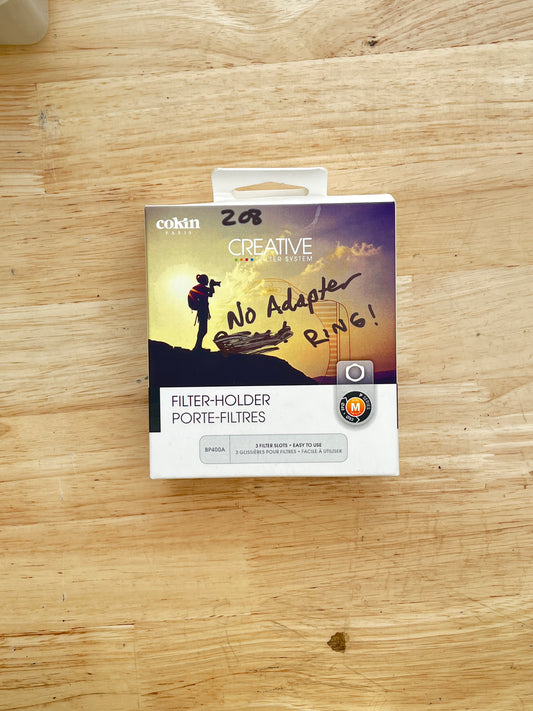 208
cokin
PARIS
CREATIVE
FILTER SYSTEM
No Adapter
RING!
FILTER-HOLDER
PORTE-FILTRES
M
BP400A
3 FILTER SLOTS • EASY TO USE
3 GLISSIÈRES POUR FILTRES • FACILE À UTILISER